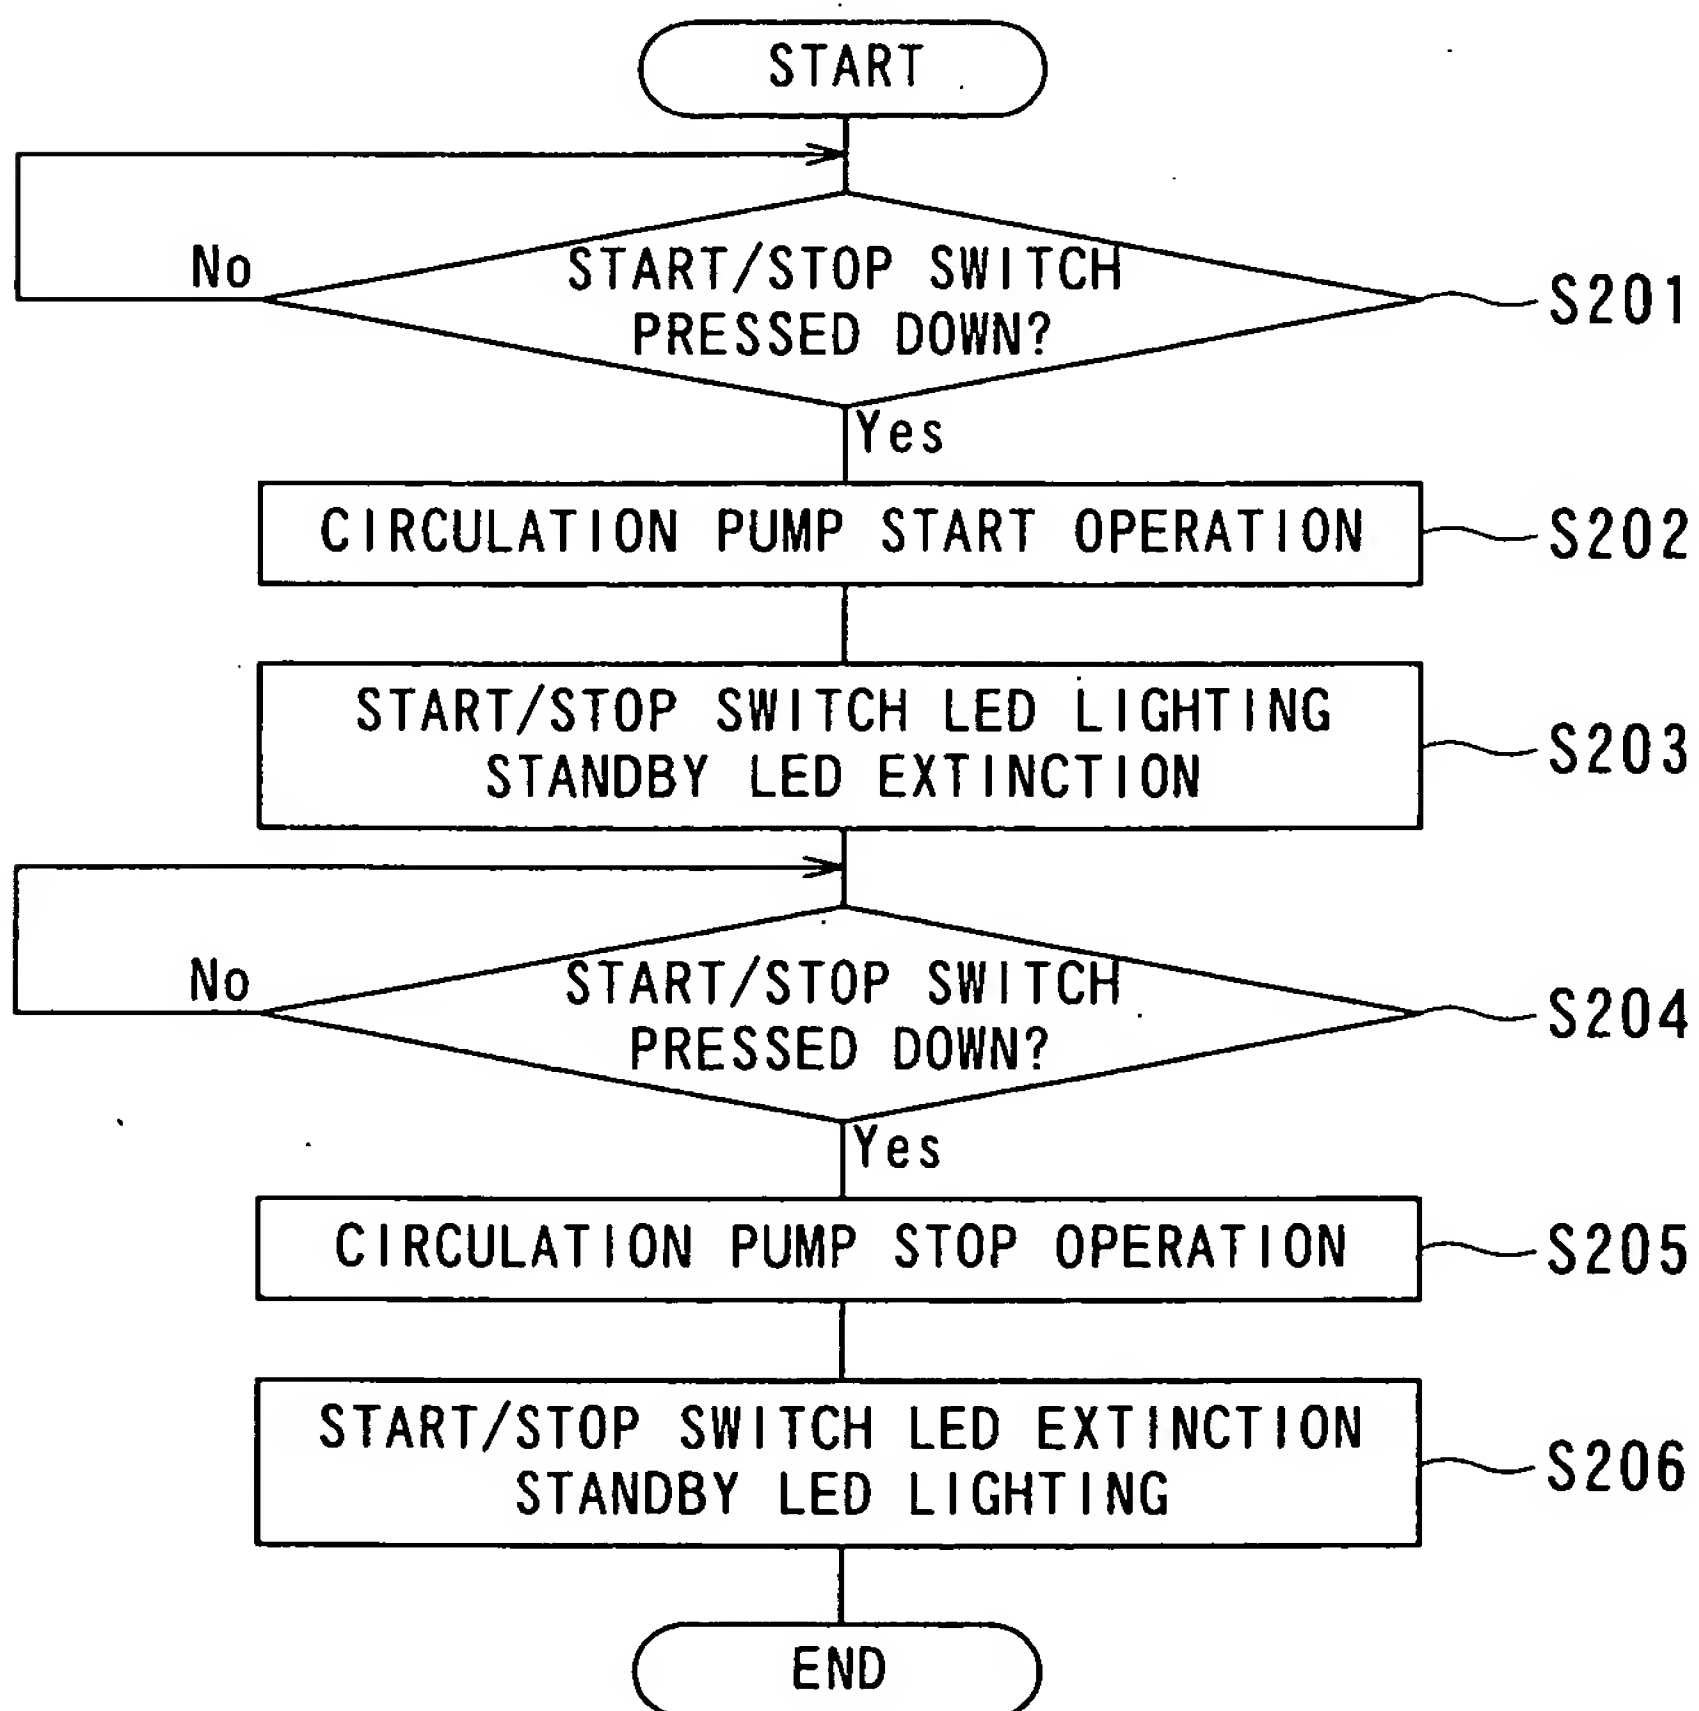 START
No
START/STOP SWITCH
PRESSED DOWN?
S201
Yes
CIRCULATION PUMP START OPERATION
S202
START/STOP SWITCH LED LIGHTING
STANDBY LED EXTINCTION
S203
No
START/STOP SWITCH
PRESSED DOWN?
S204
Yes
CIRCULATION PUMP STOP OPERATION
S205
START/STOP SWITCH LED EXTINCTION
STANDBY LED LIGHTING
S206
END